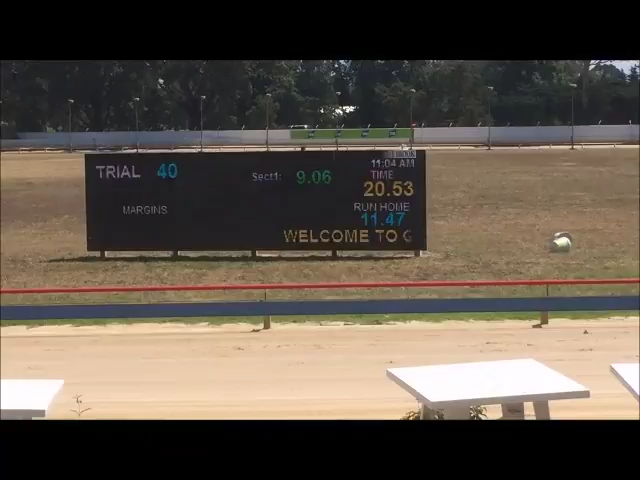 11:04 AM
TRIAL 40 Sect1: 9.06 TIME
20.53
MARGINS RUN HOME
11.47
WELCOME TO G